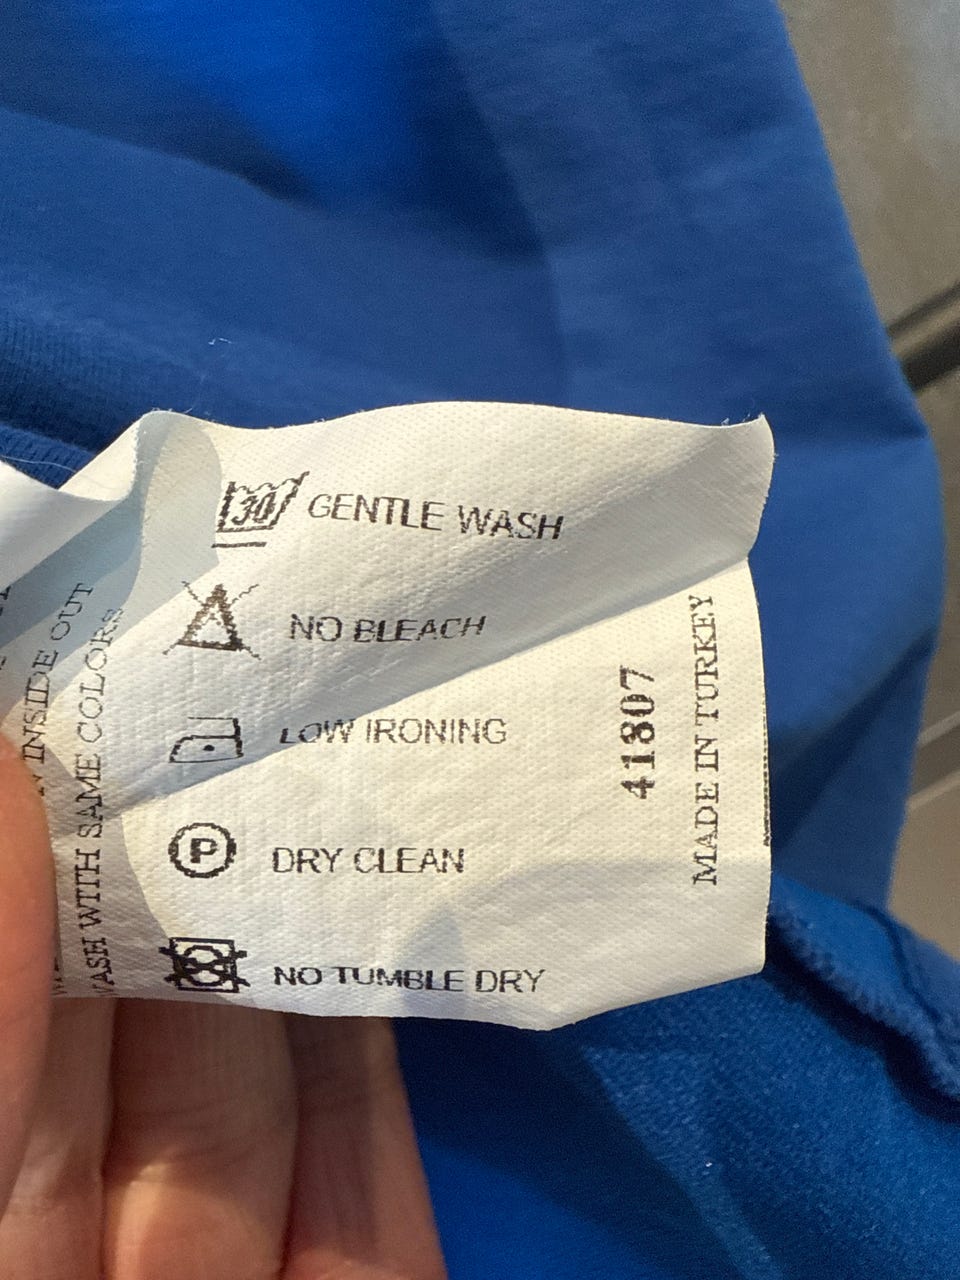 30 GENTLE WASH
NO BLEACH
LOW IRONING
P DRY CLEAN
NO TUMBLE DRY
41807
MADE IN TURKEY
INSIDE OUT
WITH SAME COLORS